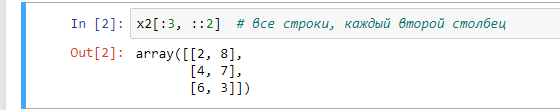 In [2]: x2[:3, ::2]  # все строки, каждый второй столбец
Out[2]: array([[2, 8],
       [4, 7],
       [6, 3]])